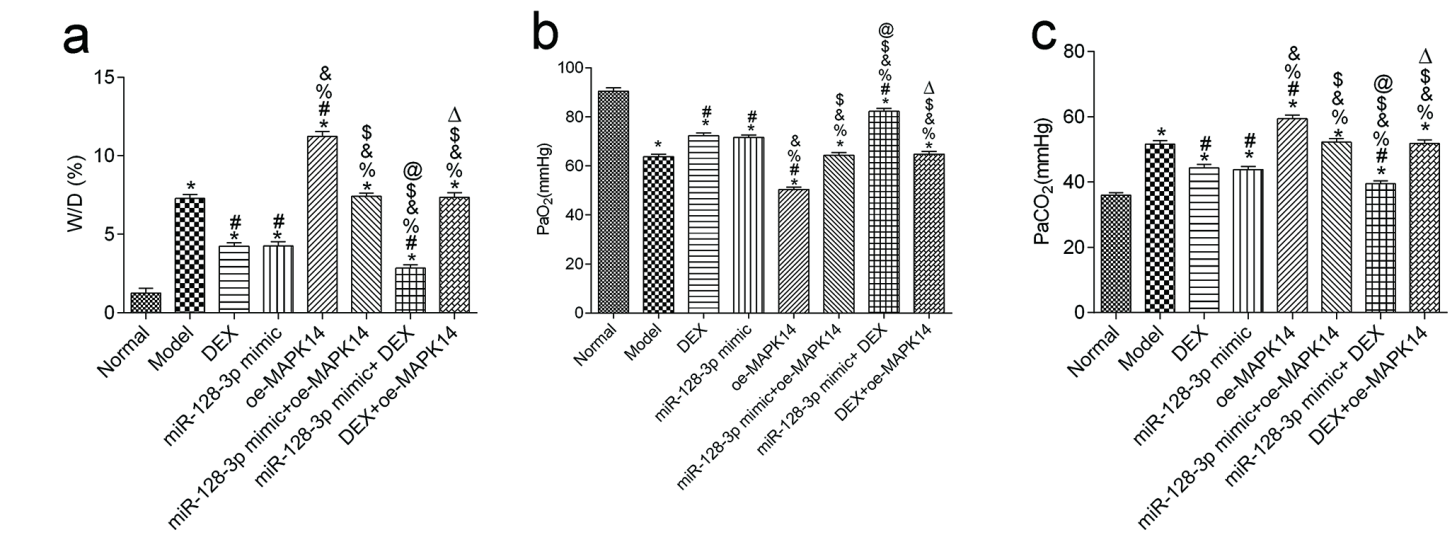 a
15
10
5
0
W/D (%)
*
#
*
#
*
&
%
#
*
$
&
%
*
@
$
&
%
#
*
Δ
$
&
%
*
Normal
Model
DEX
miR-128-3p mimic
oe-MAPK14
miR-128-3p mimic+oe-MAPK14
miR-128-3p mimic+ DEX
DEX+oe-MAPK14
b
100
80
60
40
20
0
PaO2(mmHg)
*
#
*
#
*
&
%
#
*
$
&
%
*
@
$
&
%
#
*
Δ
$
&
%
*
Normal
Model
DEX
miR-128-3p mimic
oe-MAPK14
miR-128-3p mimic+oe-MAPK14
miR-128-3p mimic+ DEX
DEX+oe-MAPK14
c
80
60
40
20
0
PaCO2(mmHg)
*
#
*
#
*
&
%
#
*
$
&
%
*
@
$
&
%
#
*
Δ
$
&
%
*
Normal
Model
DEX
miR-128-3p mimic
oe-MAPK14
miR-128-3p mimic+oe-MAPK14
miR-128-3p mimic+ DEX
DEX+oe-MAPK14